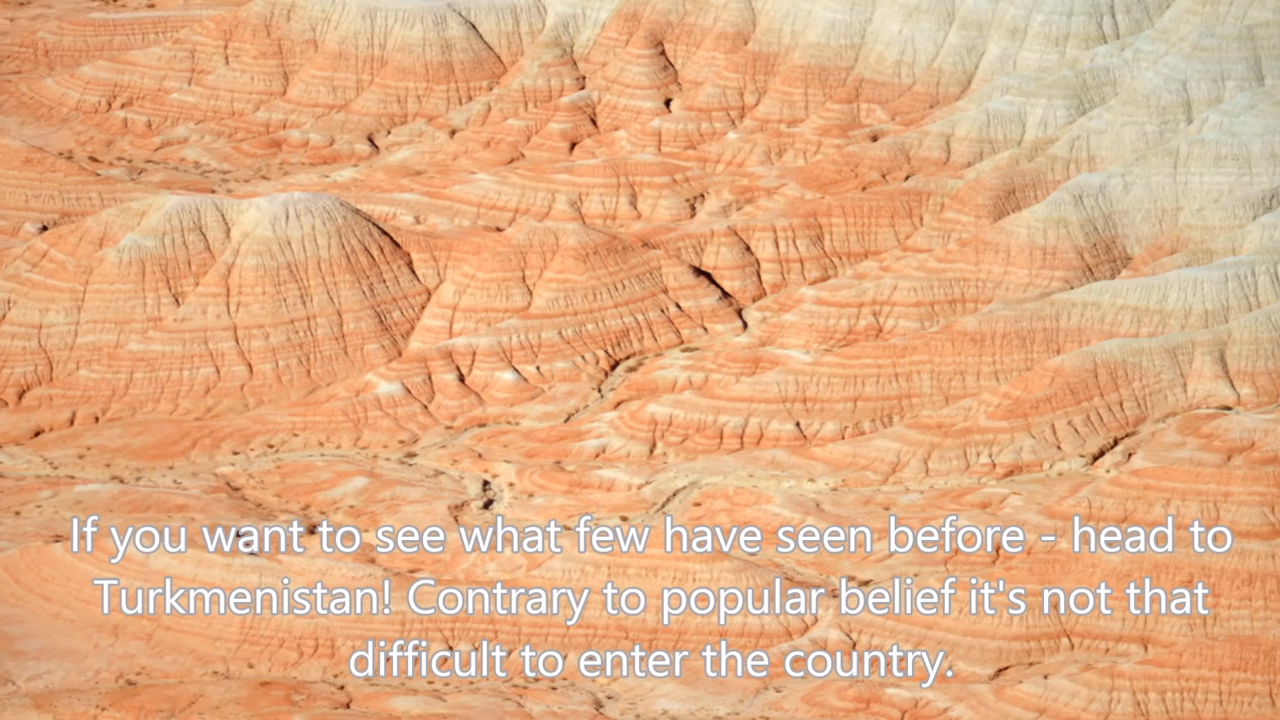 If you want to see what few have seen before - head to
Turkmenistan! Contrary to popular belief it's not that
difficult to enter the country.